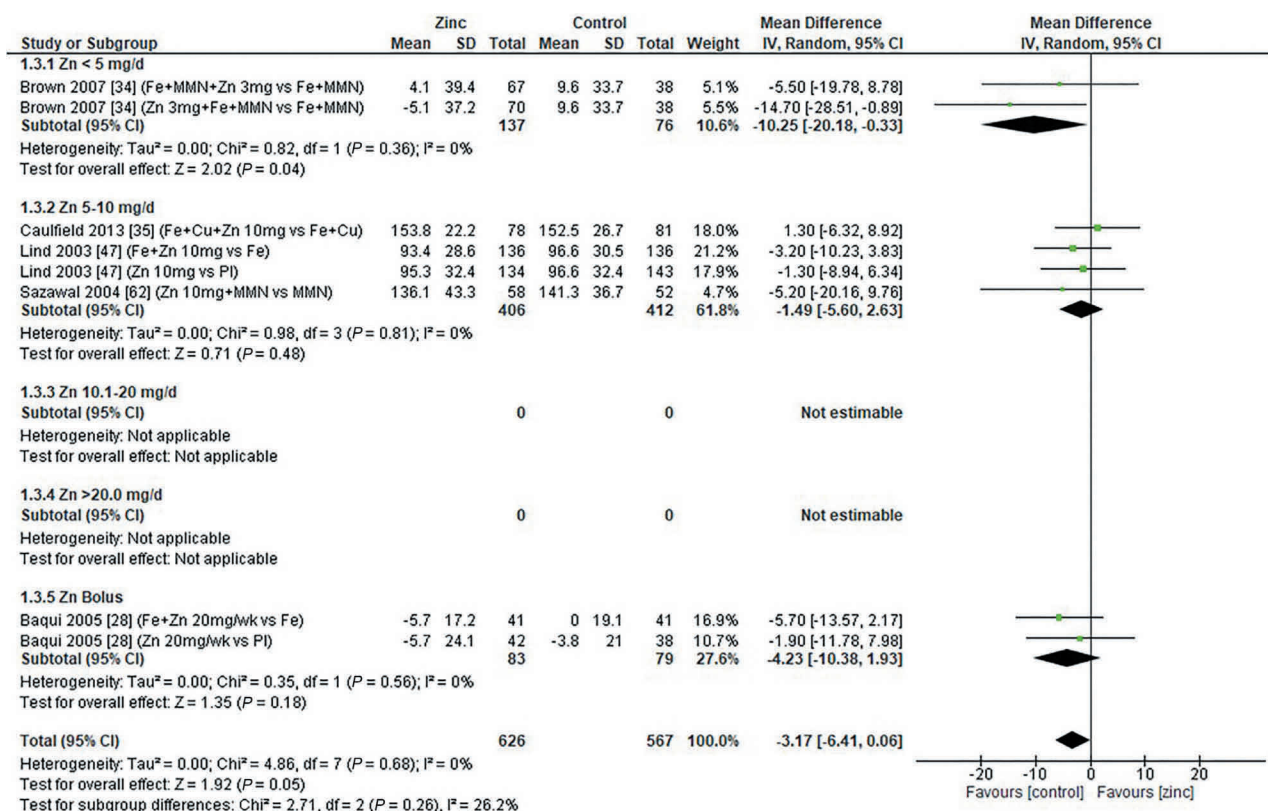 Zinc Control Mean Difference Mean Difference
Study or Subgroup Mean SD Total Mean SD Total Weight IV, Random, 95% CI IV, Random, 95% CI
1.3.1 Zn < 5 mg/d
Brown 2007 [34] (Fe+MMN+Zn 3mg vs Fe+MMN) 4.1 39.4 67 9.6 33.7 38 5.1% -5.50 [-19.78, 8.78]
Brown 2007 [34] (Zn 3mg+Fe+MMN vs Fe+MMN) -5.1 37.2 70 9.6 33.7 38 5.5% -14.70 [-28.51, -0.89]
Subtotal (95% CI) 137 76 10.6% -10.25 [-20.18, -0.33]
Heterogeneity: Tau² = 0.00; Chi² = 0.82, df = 1 (P = 0.36); I² = 0%
Test for overall effect: Z = 2.02 (P = 0.04)
1.3.2 Zn 5-10 mg/d
Caulfield 2013 [35] (Fe+Cu+Zn 10mg vs Fe+Cu) 153.8 22.2 78 152.5 26.7 81 18.0% 1.30 [-6.32, 8.92]
Lind 2003 [47] (Fe+Zn 10mg vs Fe) 93.4 28.6 136 96.6 30.5 136 21.2% -3.20 [-10.23, 3.83]
Lind 2003 [47] (Zn 10mg vs Pl) 95.3 32.4 134 96.6 32.4 143 17.9% -1.30 [-8.94, 6.34]
Sazawal 2004 [62] (Zn 10mg+MMN vs MMN) 136.1 43.3 58 141.3 36.7 52 4.7% -5.20 [-20.16, 9.76]
Subtotal (95% CI) 406 412 61.8% -1.49 [-5.60, 2.63]
Heterogeneity: Tau² = 0.00; Chi² = 0.98, df = 3 (P = 0.81); I² = 0%
Test for overall effect: Z = 0.71 (P = 0.48)
1.3.3 Zn 10.1-20 mg/d
Subtotal (95% CI) 0 0 Not estimable
Heterogeneity: Not applicable
Test for overall effect: Not applicable
1.3.4 Zn >20.0 mg/d
Subtotal (95% CI) 0 0 Not estimable
Heterogeneity: Not applicable
Test for overall effect: Not applicable
1.3.5 Zn Bolus
Baqui 2005 [28] (Fe+Zn 20mg/wk vs Fe) -5.7 17.2 41 0 19.1 41 16.9% -5.70 [-13.57, 2.17]
Baqui 2005 [28] (Zn 20mg/wk vs Pl) -5.7 24.1 42 -3.8 21 38 10.7% -1.90 [-11.78, 7.98]
Subtotal (95% CI) 83 79 27.6% -4.23 [-10.38, 1.93]
Heterogeneity: Tau² = 0.00; Chi² = 0.35, df = 1 (P = 0.56); I² = 0%
Test for overall effect: Z = 1.35 (P = 0.18)
Total (95% CI) 626 567 100.0% -3.17 [-6.41, 0.06]
Heterogeneity: Tau² = 0.00; Chi² = 4.86, df = 7 (P = 0.68); I² = 0%
Test for overall effect: Z = 1.92 (P = 0.05)
Test for subgroup differences: Chi² = 2.71, df = 2 (P = 0.26), I² = 26.2%
-20 -10 0 10 20
Favours [control] Favours [zinc]